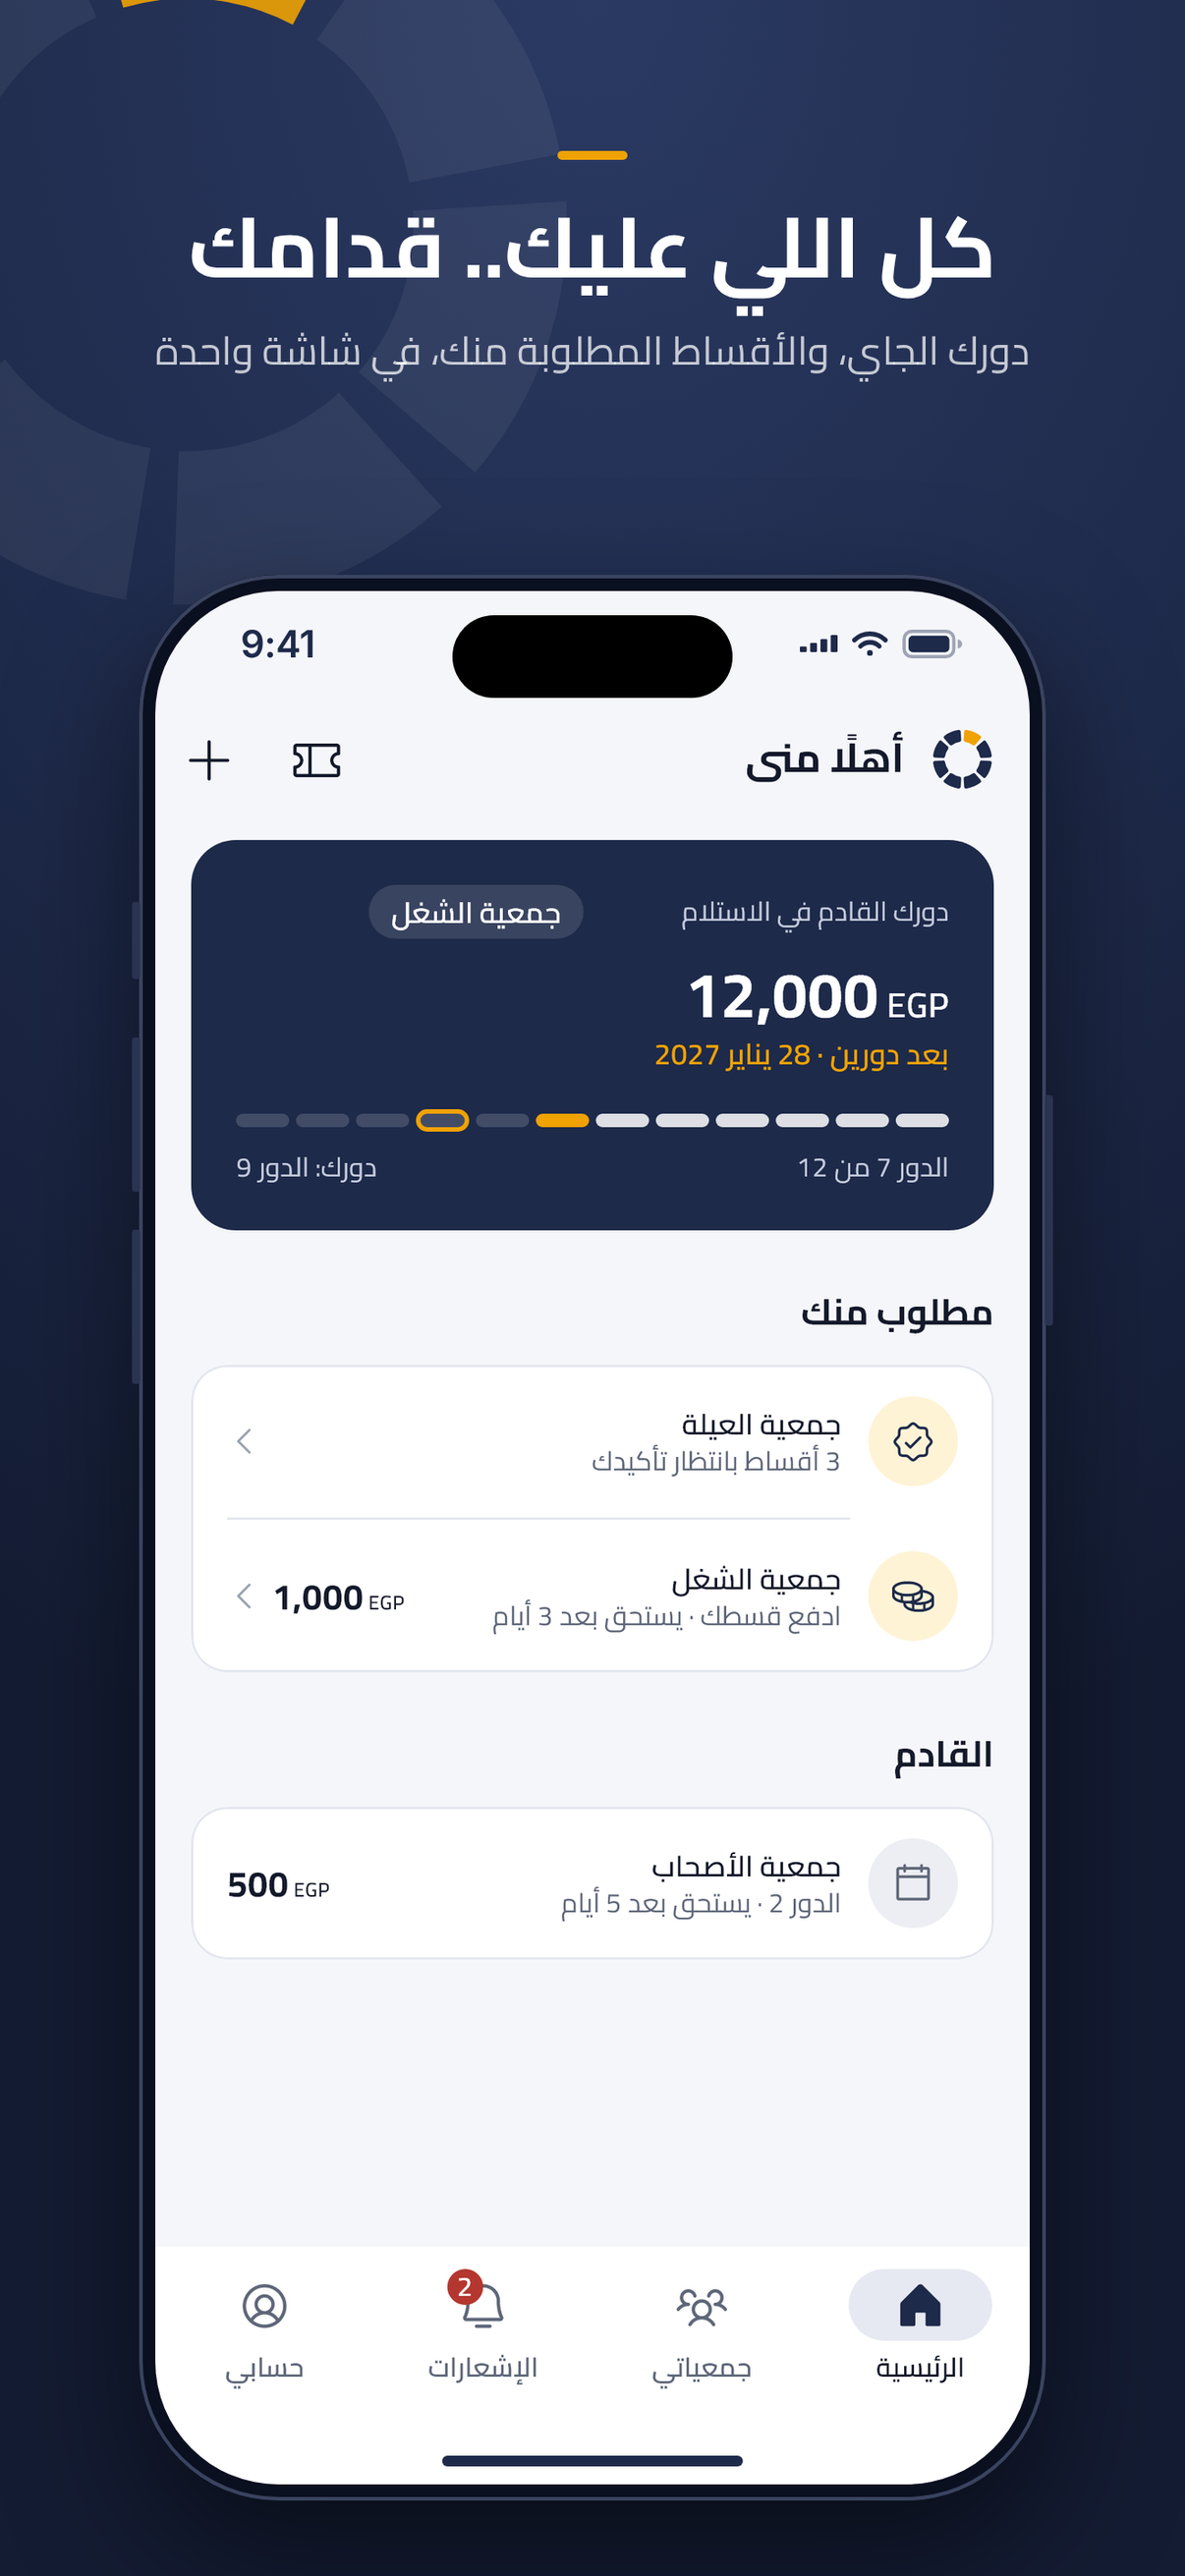 كل اللي عليك.. قدامك
دورك الجاي، والأقساط المطلوبة منك، في شاشة واحدة
9:41
أهلًا منى
دورك القادم في الاستلام
جمعية الشغل
12,000 EGP
بعد دورين · 28 يناير 2027
الدور 7 من 12
دورك: الدور 9
مطلوب منك
جمعية العيلة
3 أقساط بانتظار تأكيدك
جمعية الشغل
ادفع قسطك · يستحق بعد 3 أيام
1,000 EGP
القادم
جمعية الأصحاب
الدور 2 · يستحق بعد 5 أيام
500 EGP
2
الرئيسية
جمعياتي
الإشعارات
حسابي